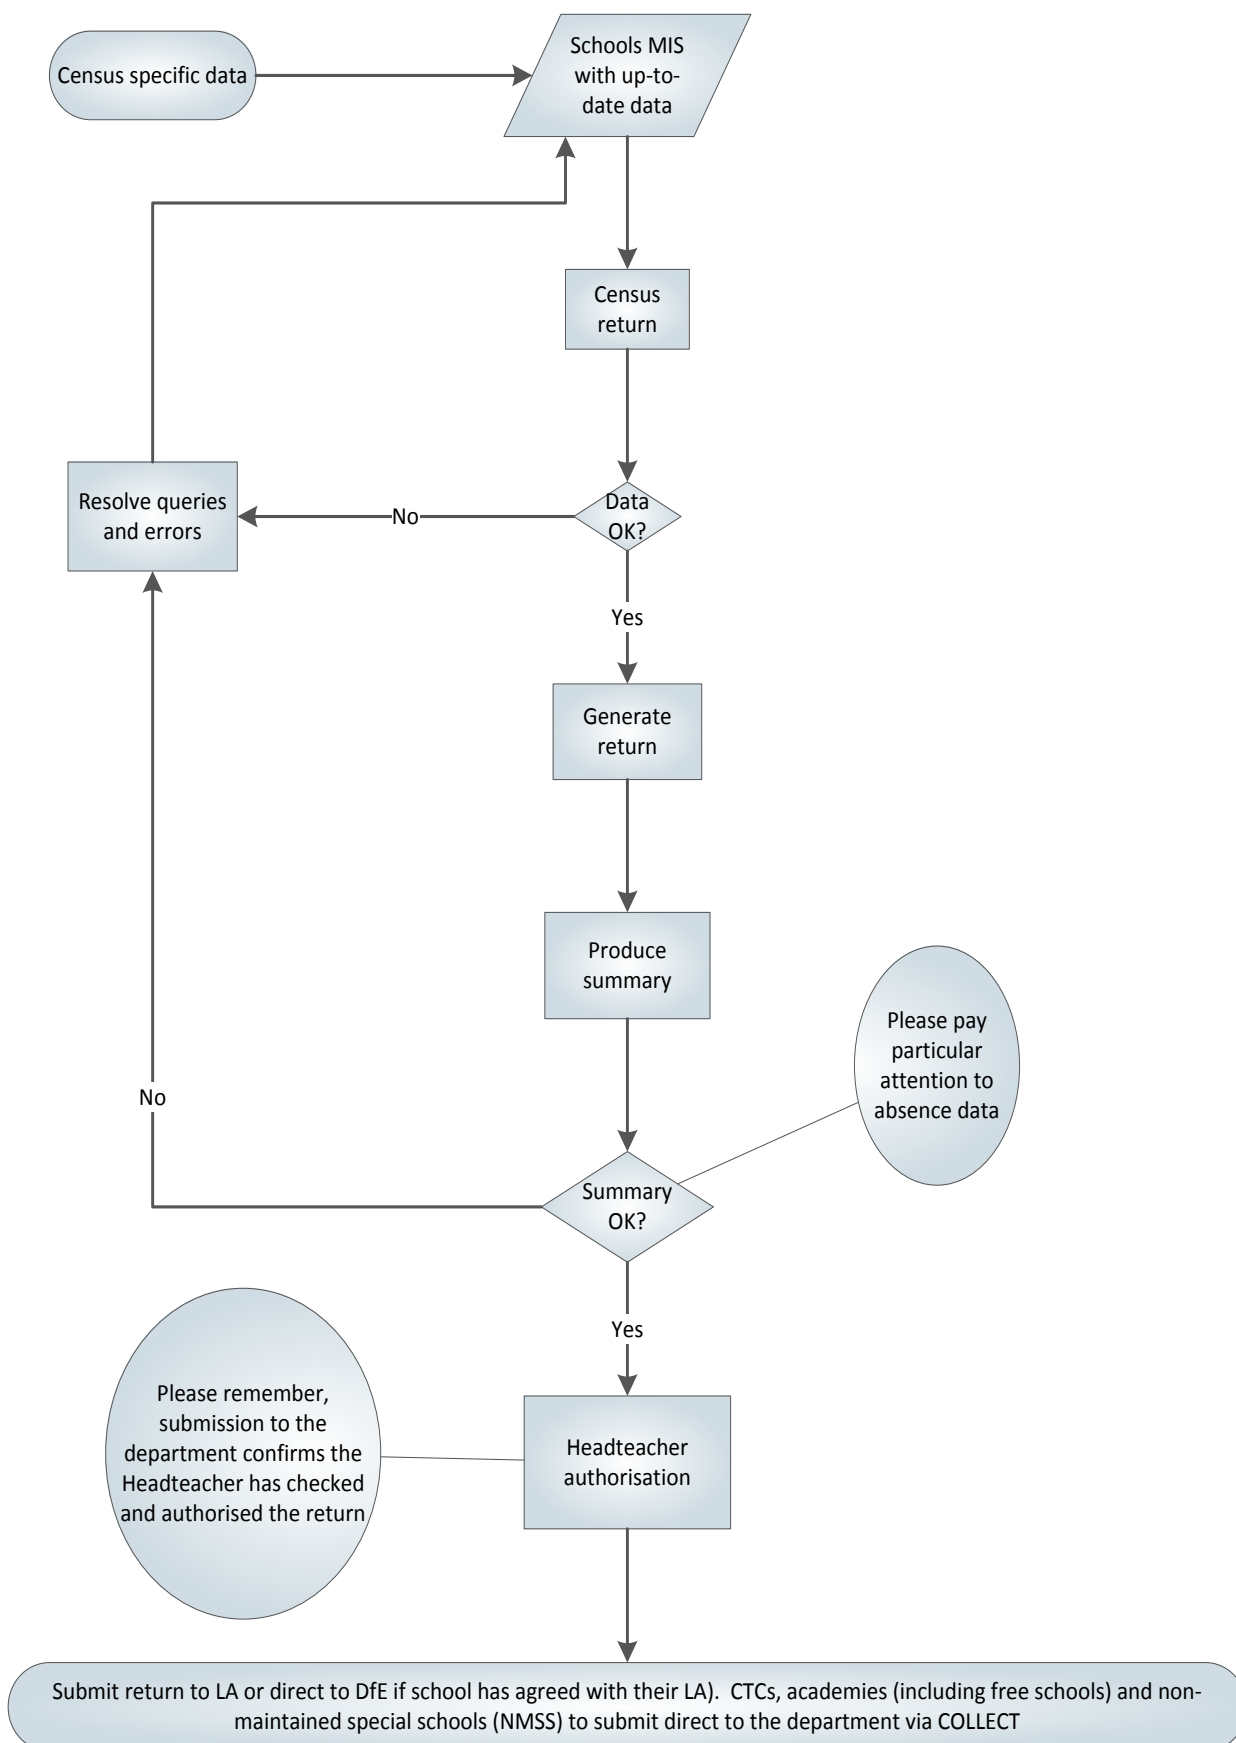 Census specific data
Schools MIS
with up-to-
date data
Census
return
Resolve queries
and errors
No
Data
OK?
Yes
Generate
return
Produce
summary
Please pay
particular
attention to
absence data
No
Summary
OK?
Yes
Please remember,
submission to the
department confirms the
Headteacher has checked
and authorised the return
Headteacher
authorisation
Submit return to LA or direct to DfE if school has agreed with their LA).  CTCs, academies (including free schools) and non-
maintained special schools (NMSS) to submit direct to the department via COLLECT